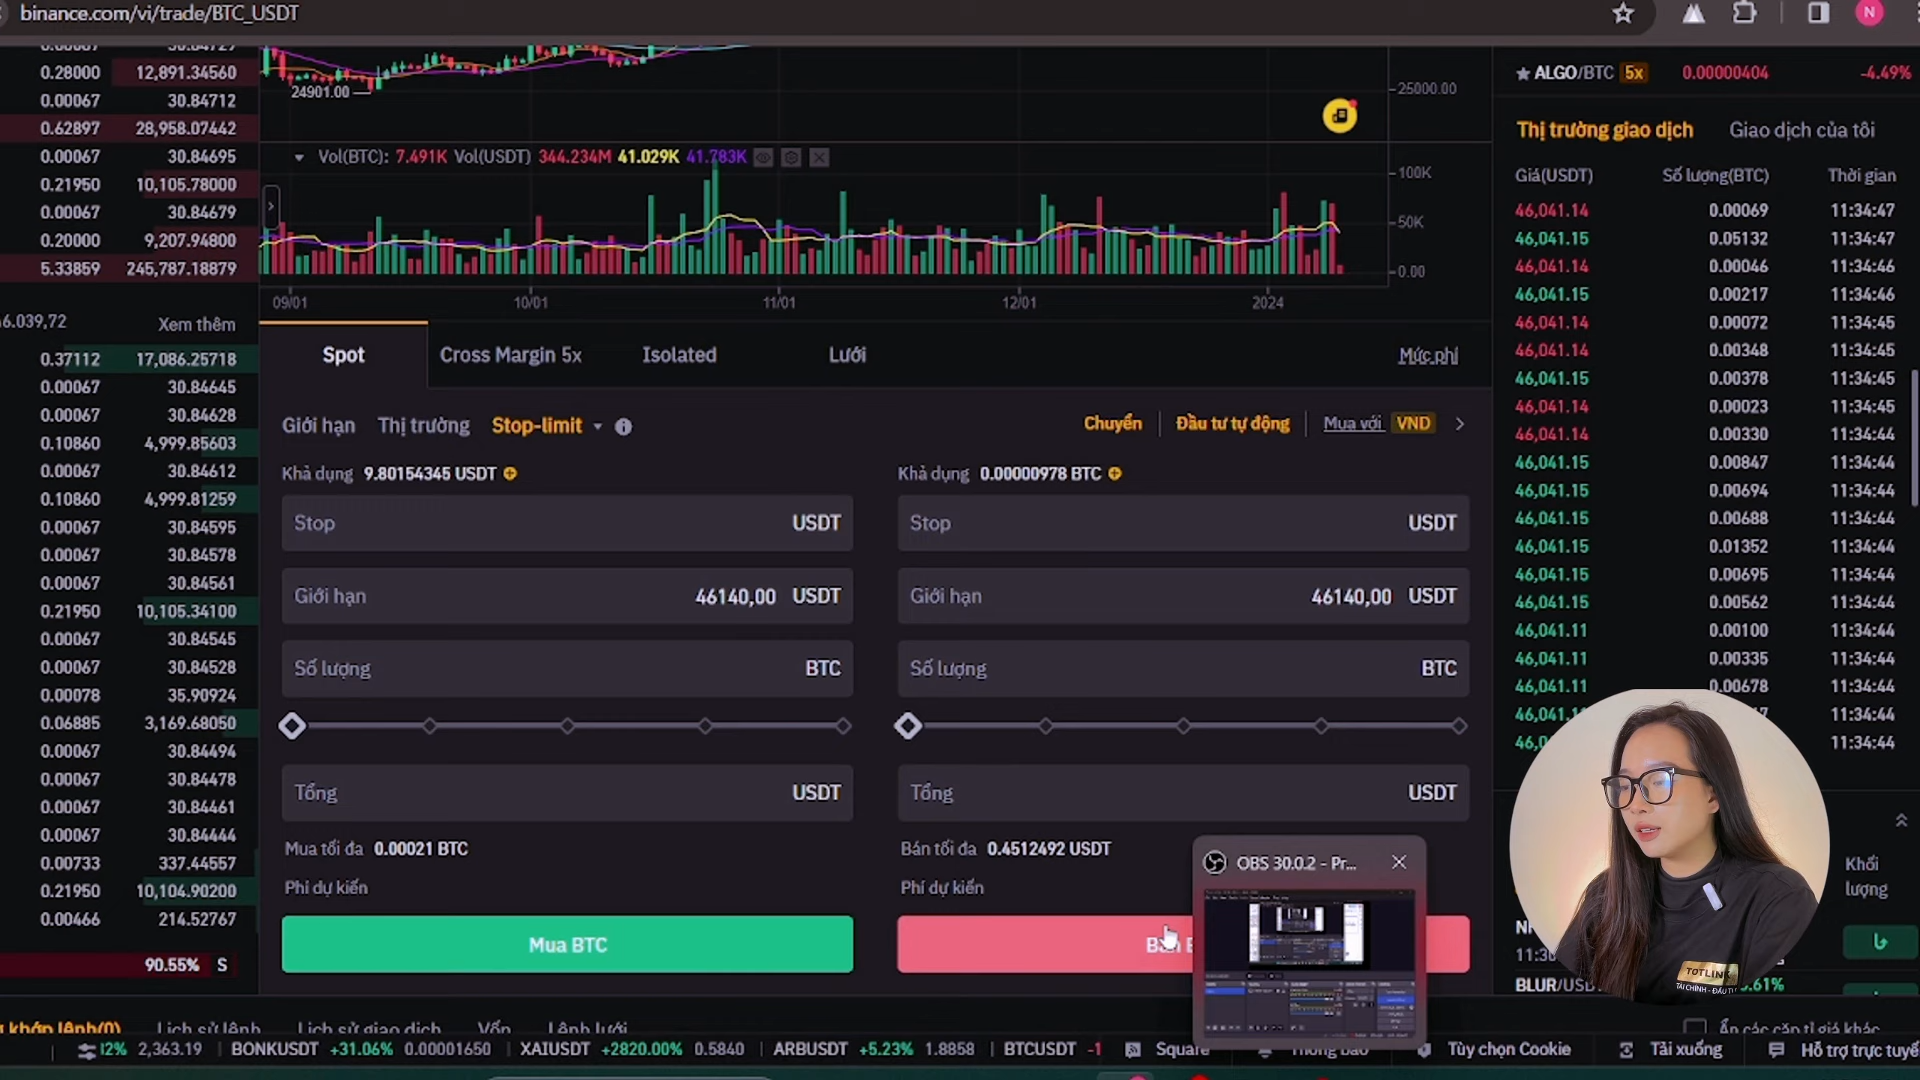 binance.com/vi/trade/BTC_USDT
N
0.28000 12,891.34560
0.00067 30.84712
0.62897 28,958.07442
0.00067 30.84695
0.21950 10,105.78000
0.00067 30.84679
0.20000 9,207.94800
5.33859 245,787.18879
6.039,72 Xem thêm
0.37112 17,086.25718
0.00067 30.84645
0.00067 30.84628
0.10860 4,999.85603
0.00067 30.84612
0.10860 4,999.81259
0.00067 30.84595
0.00067 30.84578
0.00067 30.84561
0.21950 10,105.34100
0.00067 30.84545
0.00067 30.84528
0.00078 35.90924
0.06885 3,169.68050
0.00067 30.84494
0.00067 30.84478
0.00067 30.84461
0.00067 30.84444
0.00733 337.44557
0.21950 10,104.90200
0.00466 214.52767
90.55% S
24901.00
25000.00
Vol(BTC): 7.491K Vol(USDT) 344.234M 41.029K 41.783K
100K
50K
0.00
09/01 10/01 11/01 12/01 2024
Spot Cross Margin 5x Isolated Lưới Mức phí
Giới hạn Thị trường Stop-limit
Chuyển Đầu tư tự động Mua với VND
Khả dụng 9.80154345 USDT
Stop USDT
Giới hạn 46140,00 USDT
Số lượng BTC
Tổng USDT
Mua tối đa 0.00021 BTC
Phí dự kiến
Mua BTC
Khả dụng 0.00000978 BTC
Stop USDT
Giới hạn 46140,00 USDT
Số lượng BTC
Tổng USDT
Bán tối đa 0.4512492 USDT
Phí dự kiến
OBS 30.0.2 - Pr...
ALGO/BTC 5x 0.00000404 -4.49%
Thị trường giao dịch Giao dịch của tôi
Giá(USDT) Số lượng(BTC) Thời gian
46,041.14 0.00069 11:34:47
46,041.15 0.05132 11:34:47
46,041.14 0.00046 11:34:46
46,041.15 0.00217 11:34:46
46,041.14 0.00072 11:34:45
46,041.14 0.00348 11:34:45
46,041.15 0.00378 11:34:45
46,041.14 0.00023 11:34:45
46,041.14 0.00330 11:34:44
46,041.15 0.00847 11:34:44
46,041.15 0.00694 11:34:44
46,041.15 0.00688 11:34:44
46,041.15 0.01352 11:34:44
46,041.15 0.00695 11:34:44
46,041.15 0.00562 11:34:44
46,041.11 0.00100 11:34:44
46,041.11 0.00335 11:34:44
46,041.11 0.00678 11:34:44
11:34:44
11:34:44
Khối
lượng
TOTLINK
TÀI CHÍNH - ĐẦU TƯ
khớp lệnh(0) Lịch sử lệnh Lịch sử giao dịch Vốn Lệnh lưới Ẩn các cặp tỉ giá khác
2,363.19 BONKUSDT +31.06% 0.00001650 XAIUSDT +2820.00% 0.5840 ARBUSDT +5.23% 1.8858 BTCUSDT -1 Square Thông báo Tùy chọn Cookie Tải xuống Hỗ trợ trực tuyế